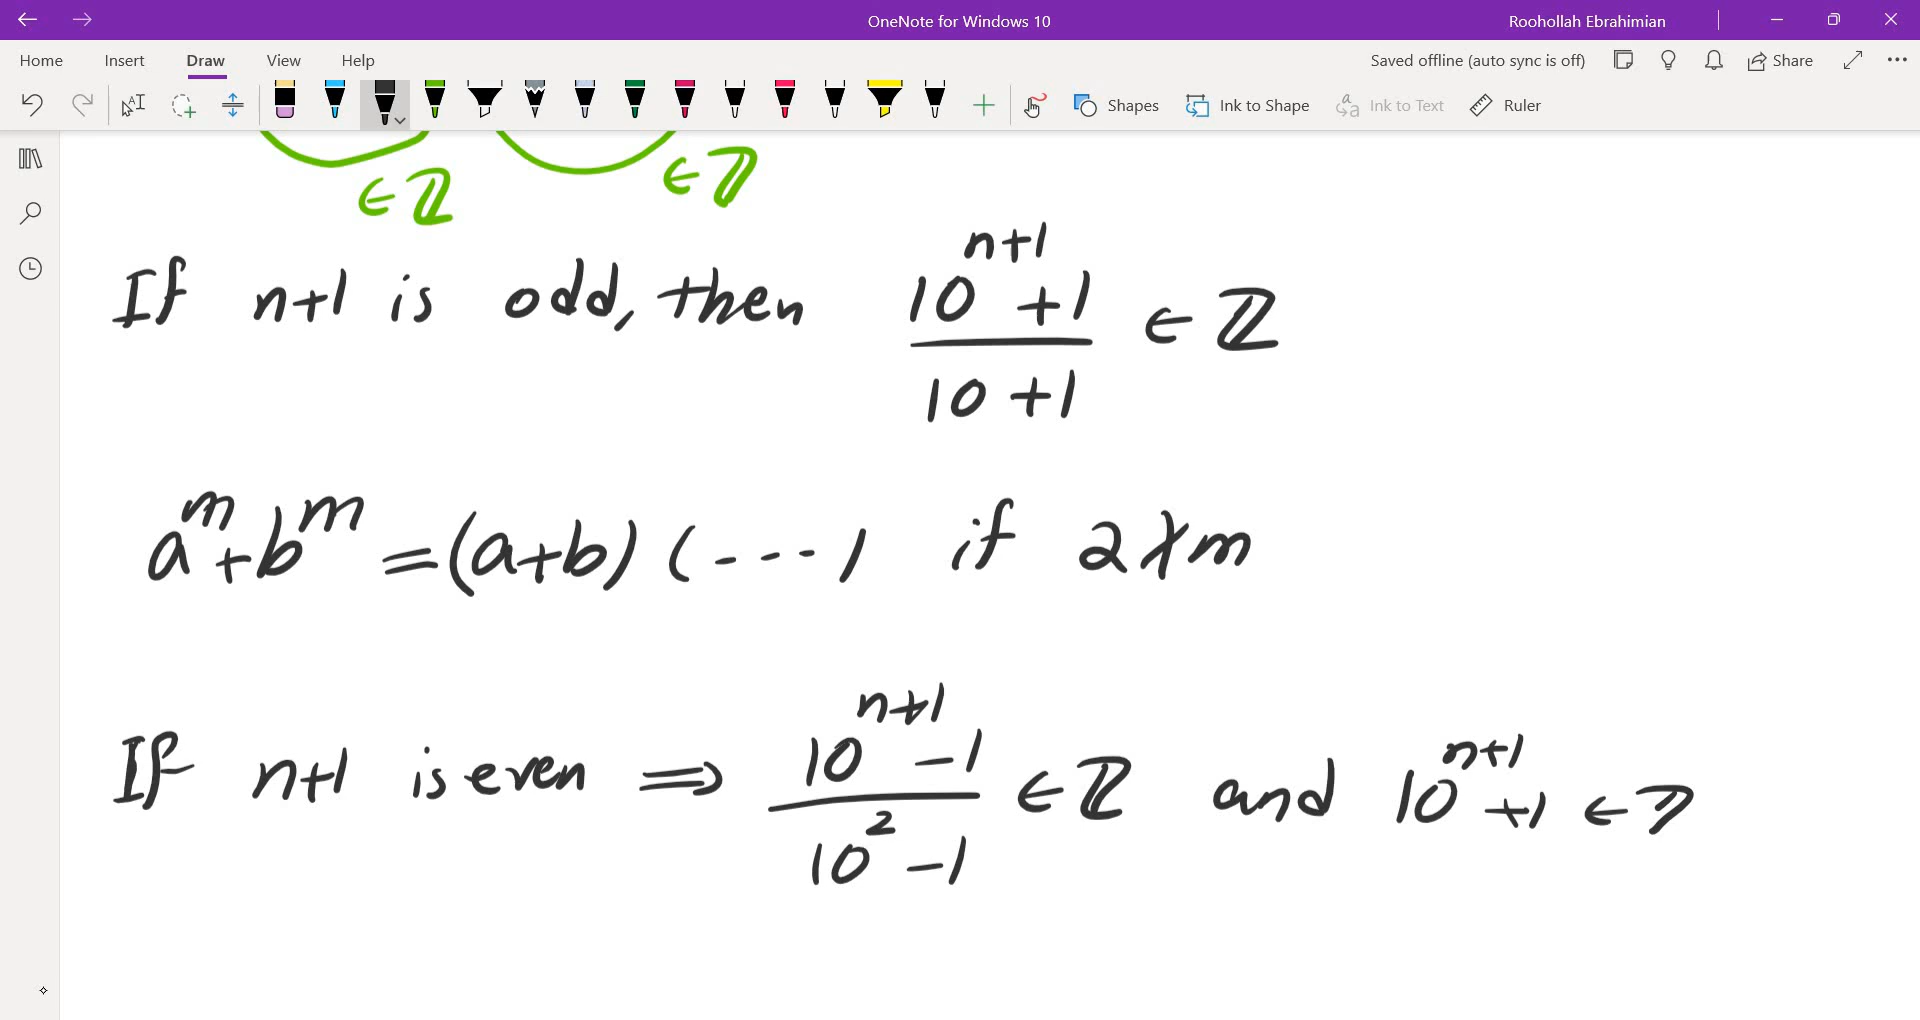 OneNote for Windows 10
Roohollah Ebrahimian
Home Insert Draw View Help
Saved offline (auto sync is off) Share
Shapes Ink to Shape Ink to Text Ruler
∈ℤ ∈ℤ
If n+1 is odd, then (10^{n+1} + 1)/(10 + 1) ∈ ℤ
a^m + b^m = (a+b) (- - - -) if 2∤m
If n+1 is even ⟹ (10^{n+1} - 1)/(10^2 - 1) ∈ ℤ and 10^{n+1} + 1 ∈ ℤ